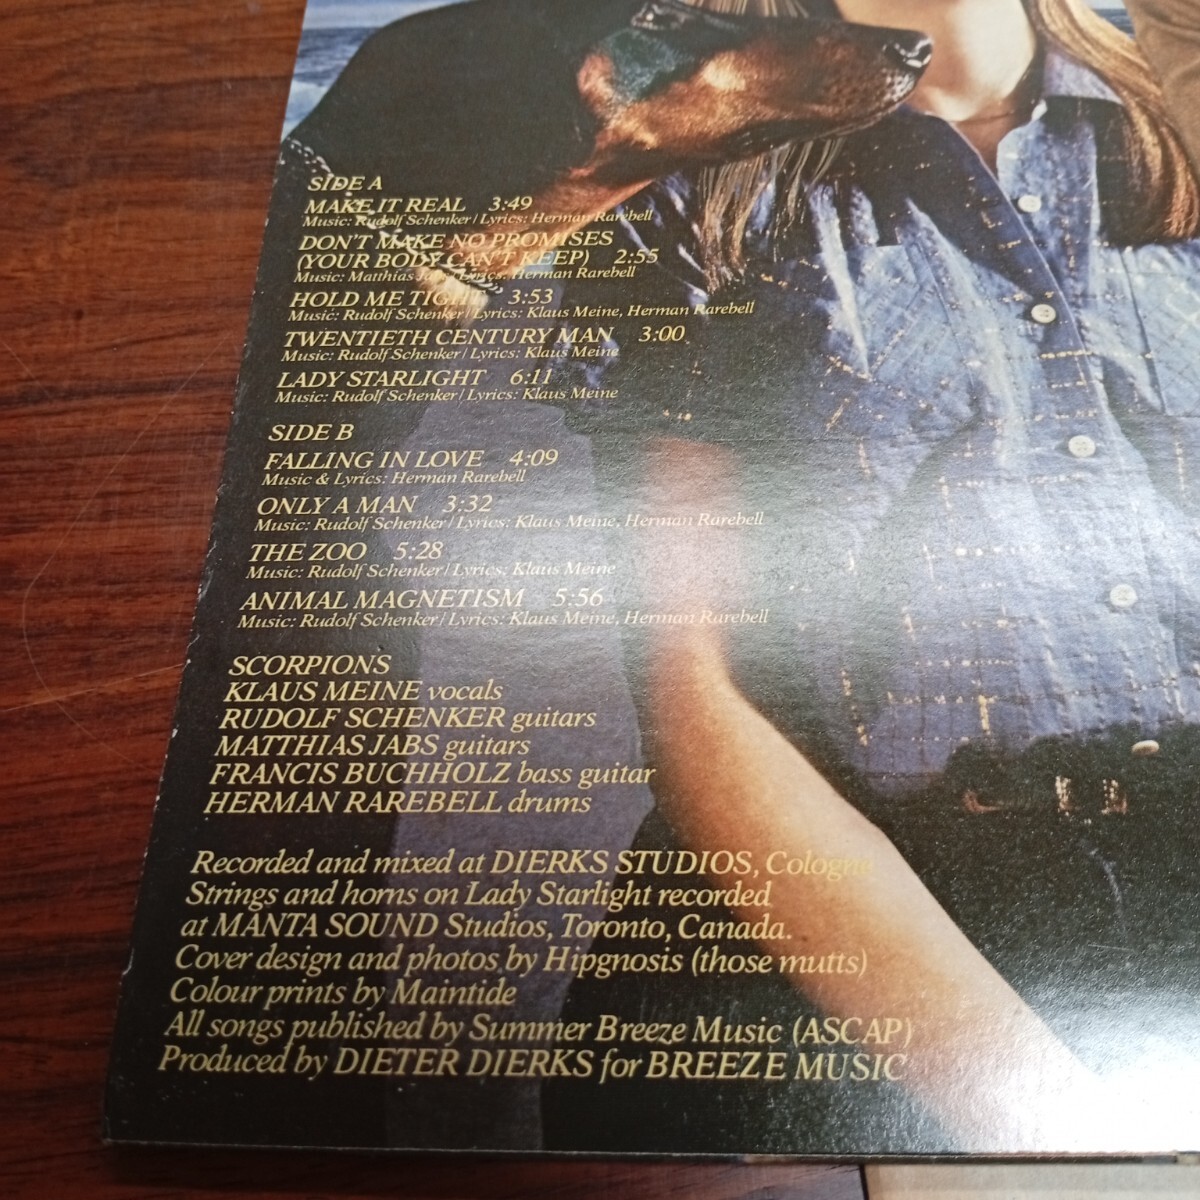 SIDE A
MAKE IT REAL 3:49
Music: Rudolf Schenker/Lyrics: Herman Rarebell
DON'T MAKE NO PROMISES
(YOUR BODY CAN'T KEEP) 2:55
Music: Matthias Jabs/Lyrics: Herman Rarebell
HOLD ME TIGHT 3:53
Music: Rudolf Schenker/Lyrics: Klaus Meine, Herman Rarebell
TWENTIETH CENTURY MAN 3:00
Music: Rudolf Schenker/Lyrics: Klaus Meine
LADY STARLIGHT 6:11
Music: Rudolf Schenker/Lyrics: Klaus Meine
SIDE B
FALLING IN LOVE 4:09
Music & Lyrics: Herman Rarebell
ONLY A MAN 3:32
Music: Rudolf Schenker/Lyrics: Klaus Meine, Herman Rarebell
THE ZOO 5:28
Music: Rudolf Schenker/Lyrics: Klaus Meine
ANIMAL MAGNETISM 5:56
Music: Rudolf Schenker/Lyrics: Klaus Meine, Herman Rarebell
SCORPIONS
KLAUS MEINE vocals
RUDOLF SCHENKER guitars
MATTHIAS JABS guitars
FRANCIS BUCHHOLZ bass guitar
HERMAN RAREBELL drums
Recorded and mixed at DIERKS STUDIOS, Cologne
Strings and horns on Lady Starlight recorded
at MANTA SOUND Studios, Toronto, Canada.
Cover design and photos by Hipgnosis (those mutts)
Colour prints by Maintide
All songs published by Summer Breeze Music (ASCAP)
Produced by DIETER DIERKS for BREEZE MUSIC